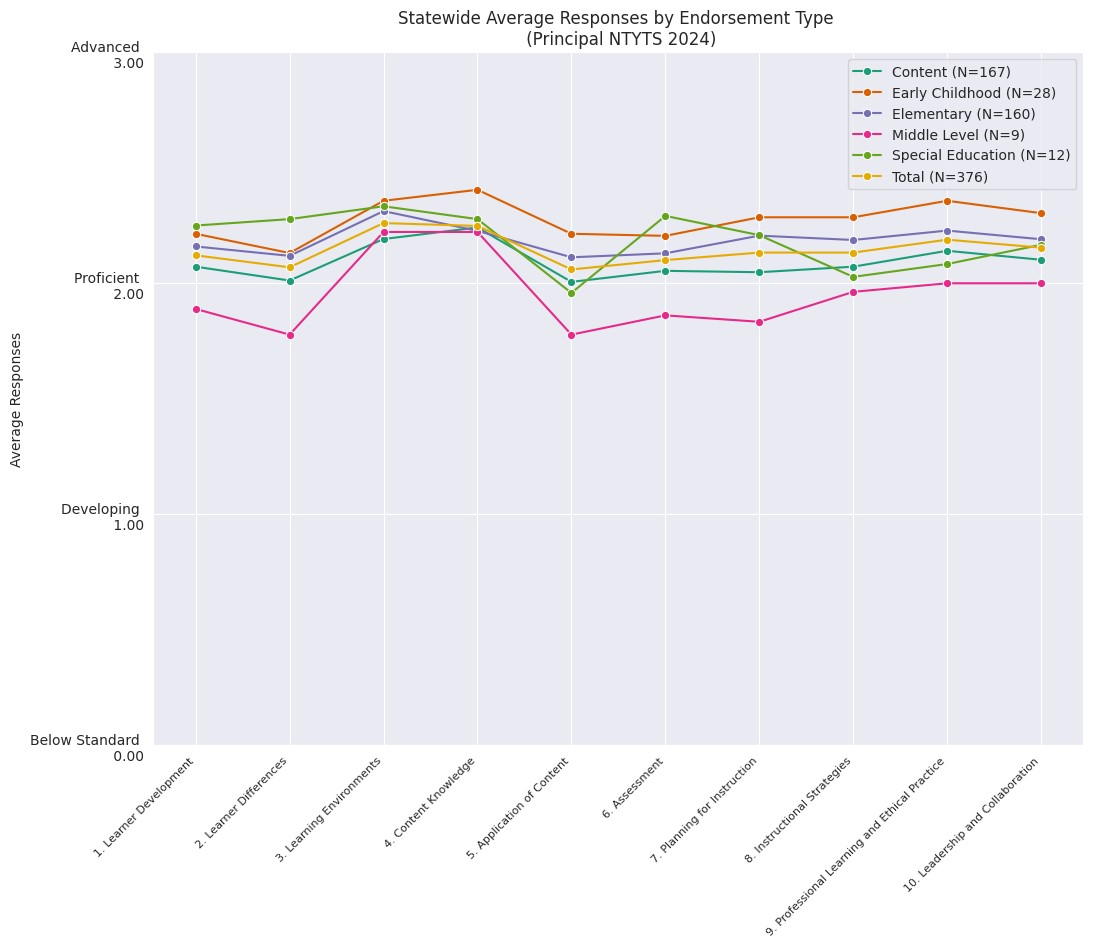 Statewide Average Responses by Endorsement Type
(Principal NTYTS 2024)
Advanced
3.00
Proficient
2.00
Developing
1.00
Below Standard
0.00
Average Responses
Content (N=167)
Early Childhood (N=28)
Elementary (N=160)
Middle Level (N=9)
Special Education (N=12)
Total (N=376)
1. Learner Development
2. Learner Differences
3. Learning Environments
4. Content Knowledge
5. Application of Content
6. Assessment
7. Planning for Instruction
8. Instructional Strategies
9. Professional Learning and Ethical Practice
10. Leadership and Collaboration